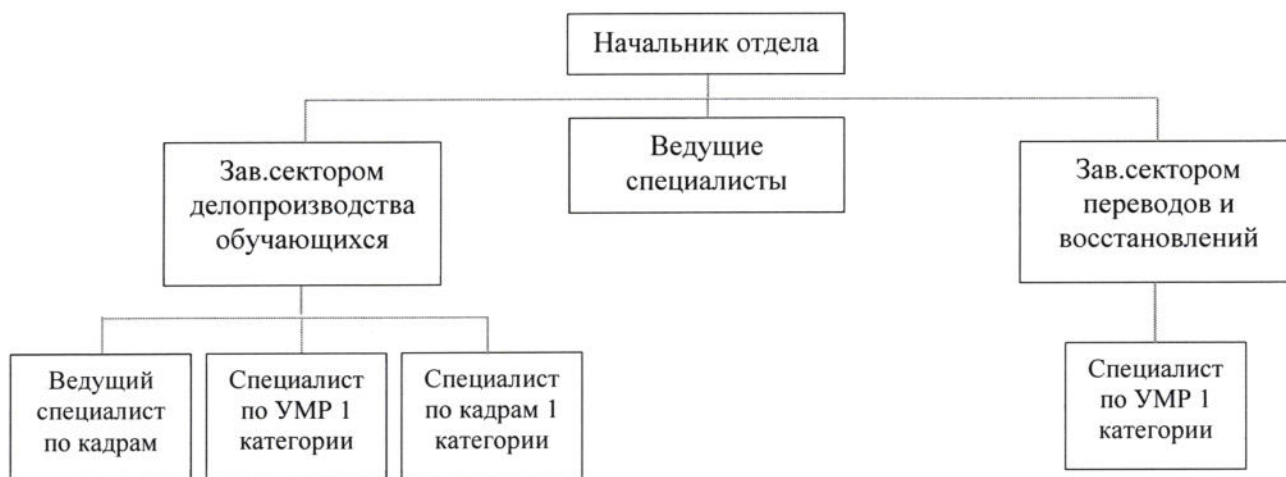 Начальник отдела
Ведущие
специалисты
Зав.сектором
делопроизводства
обучающихся
Зав.сектором
переводов и
восстановлений
Ведущий
специалист
по кадрам
Специалист
по УМР 1
категории
Специалист
по кадрам 1
категории
Специалист
по УМР 1
категории